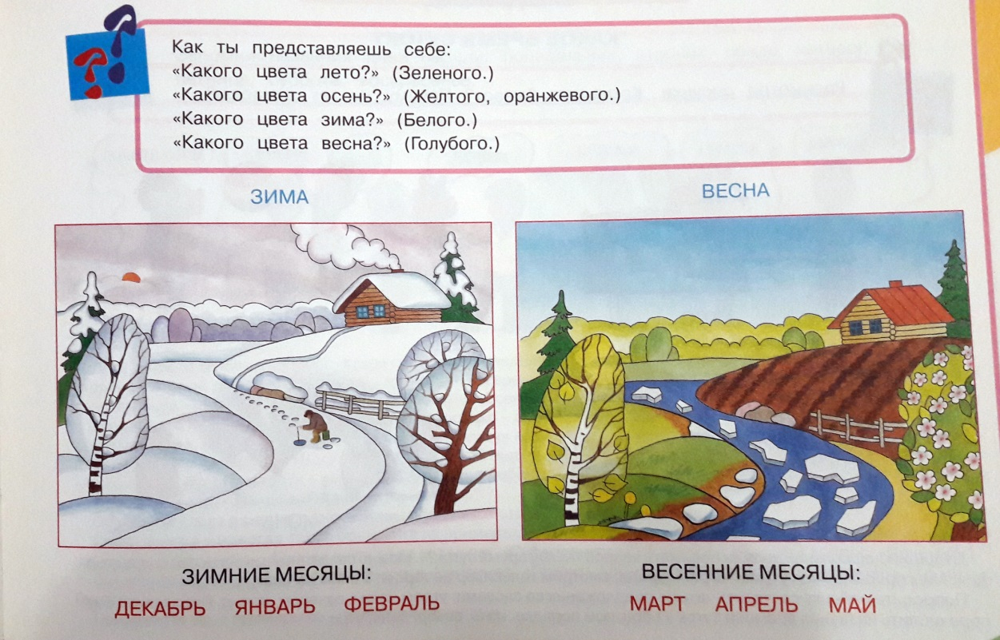 Как ты представляешь себе:
«Какого цвета лето?» (Зеленого.)
«Какого цвета осень?» (Желтого, оранжевого.)
«Какого цвета зима?» (Белого.)
«Какого цвета весна?» (Голубого.)
ЗИМА
ВЕСНА
ЗИМНИЕ МЕСЯЦЫ:
ДЕКАБРЬ ЯНВАРЬ ФЕВРАЛЬ
ВЕСЕННИЕ МЕСЯЦЫ:
МАРТ АПРЕЛЬ МАЙ